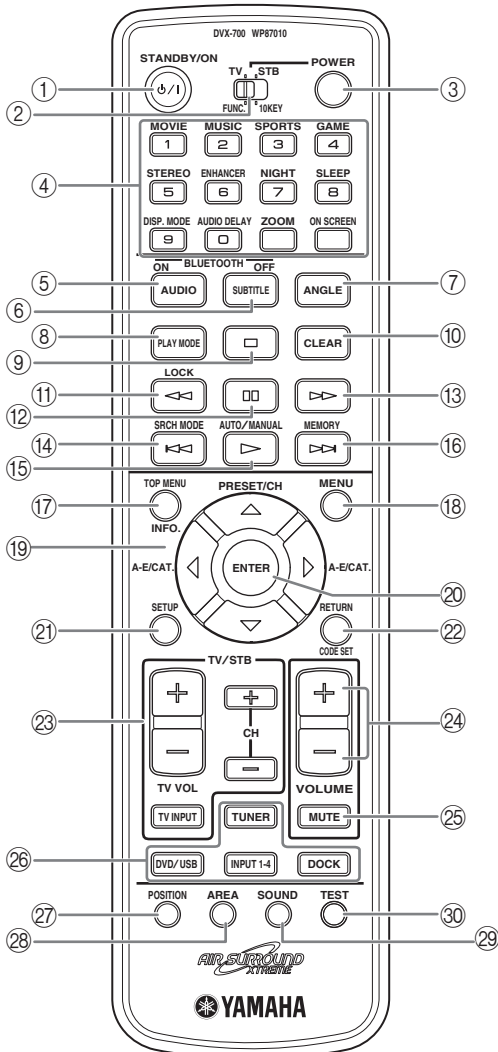 DVX-700 WP87010
STANDBY/ON
POWER
TV STB
① ② ③
FUNC. 10KEY
MOVIE MUSIC SPORTS GAME
1 2 3 4
④
STEREO ENHANCER NIGHT SLEEP
5 6 7 8
DISP. MODE AUDIO DELAY ZOOM ON SCREEN
9 0
BLUETOOTH
ON OFF
⑤ AUDIO SUBTITLE ANGLE ⑦
⑥
⑧ PLAY MODE CLEAR ⑩
⑨
LOCK
⑪ ⑬
⑫
SRCH MODE AUTO/MANUAL MEMORY
⑭ ⑯
⑮
TOP MENU PRESET/CH MENU
⑰ ⑱
INFO.
⑲
A-E/CAT. ENTER A-E/CAT.
⑳
SETUP RETURN
㉑ ㉒
CODE SET
TV/STB
+ + +
㉓ CH ㉔
– – –
TV VOL VOLUME
TV INPUT TUNER MUTE ㉕
㉖ DVD/USB INPUT 1-4 DOCK
POSITION AREA SOUND TEST
㉗ ㉚
㉘ ㉙
AIR SURROUND
XTREME
YAMAHA